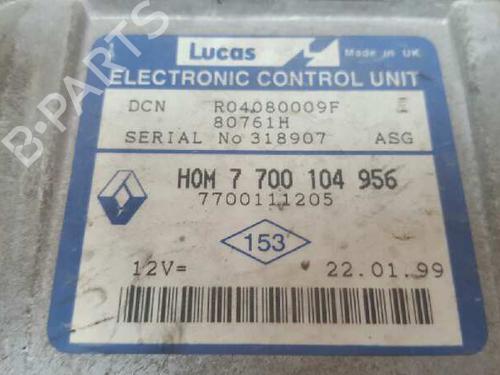 Lucas
Made in UK
ELECTRONIC CONTROL UNIT
DCN R04080009F
80761H
SERIAL No 318907 ASG
HOM 7 700 104 956
7700111205
153
12V= 22.01.99
B-PARTS